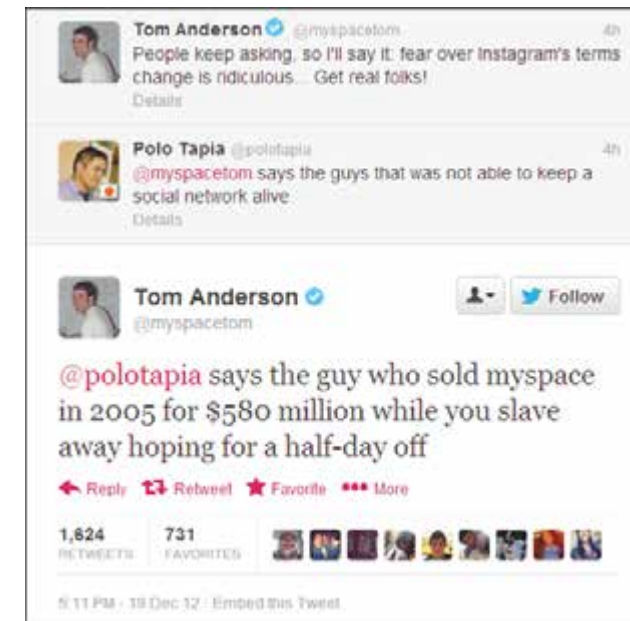 Tom Anderson @myspacetom 4h
People keep asking, so I'll say it: fear over Instagram's terms
change is ridiculous... Get real folks!
Details
Polo Tapia @polotapia 4h
@myspacetom says the guys that was not able to keep a
social network alive
Details
Tom Anderson
@myspacetom
Follow
@polotapia says the guy who sold myspace
in 2005 for $580 million while you slave
away hoping for a half-day off
Reply Retweet Favorite More
1,624 731
RETWEETS FAVORITES
5:11 PM - 19 Dec 12 · Embed this Tweet